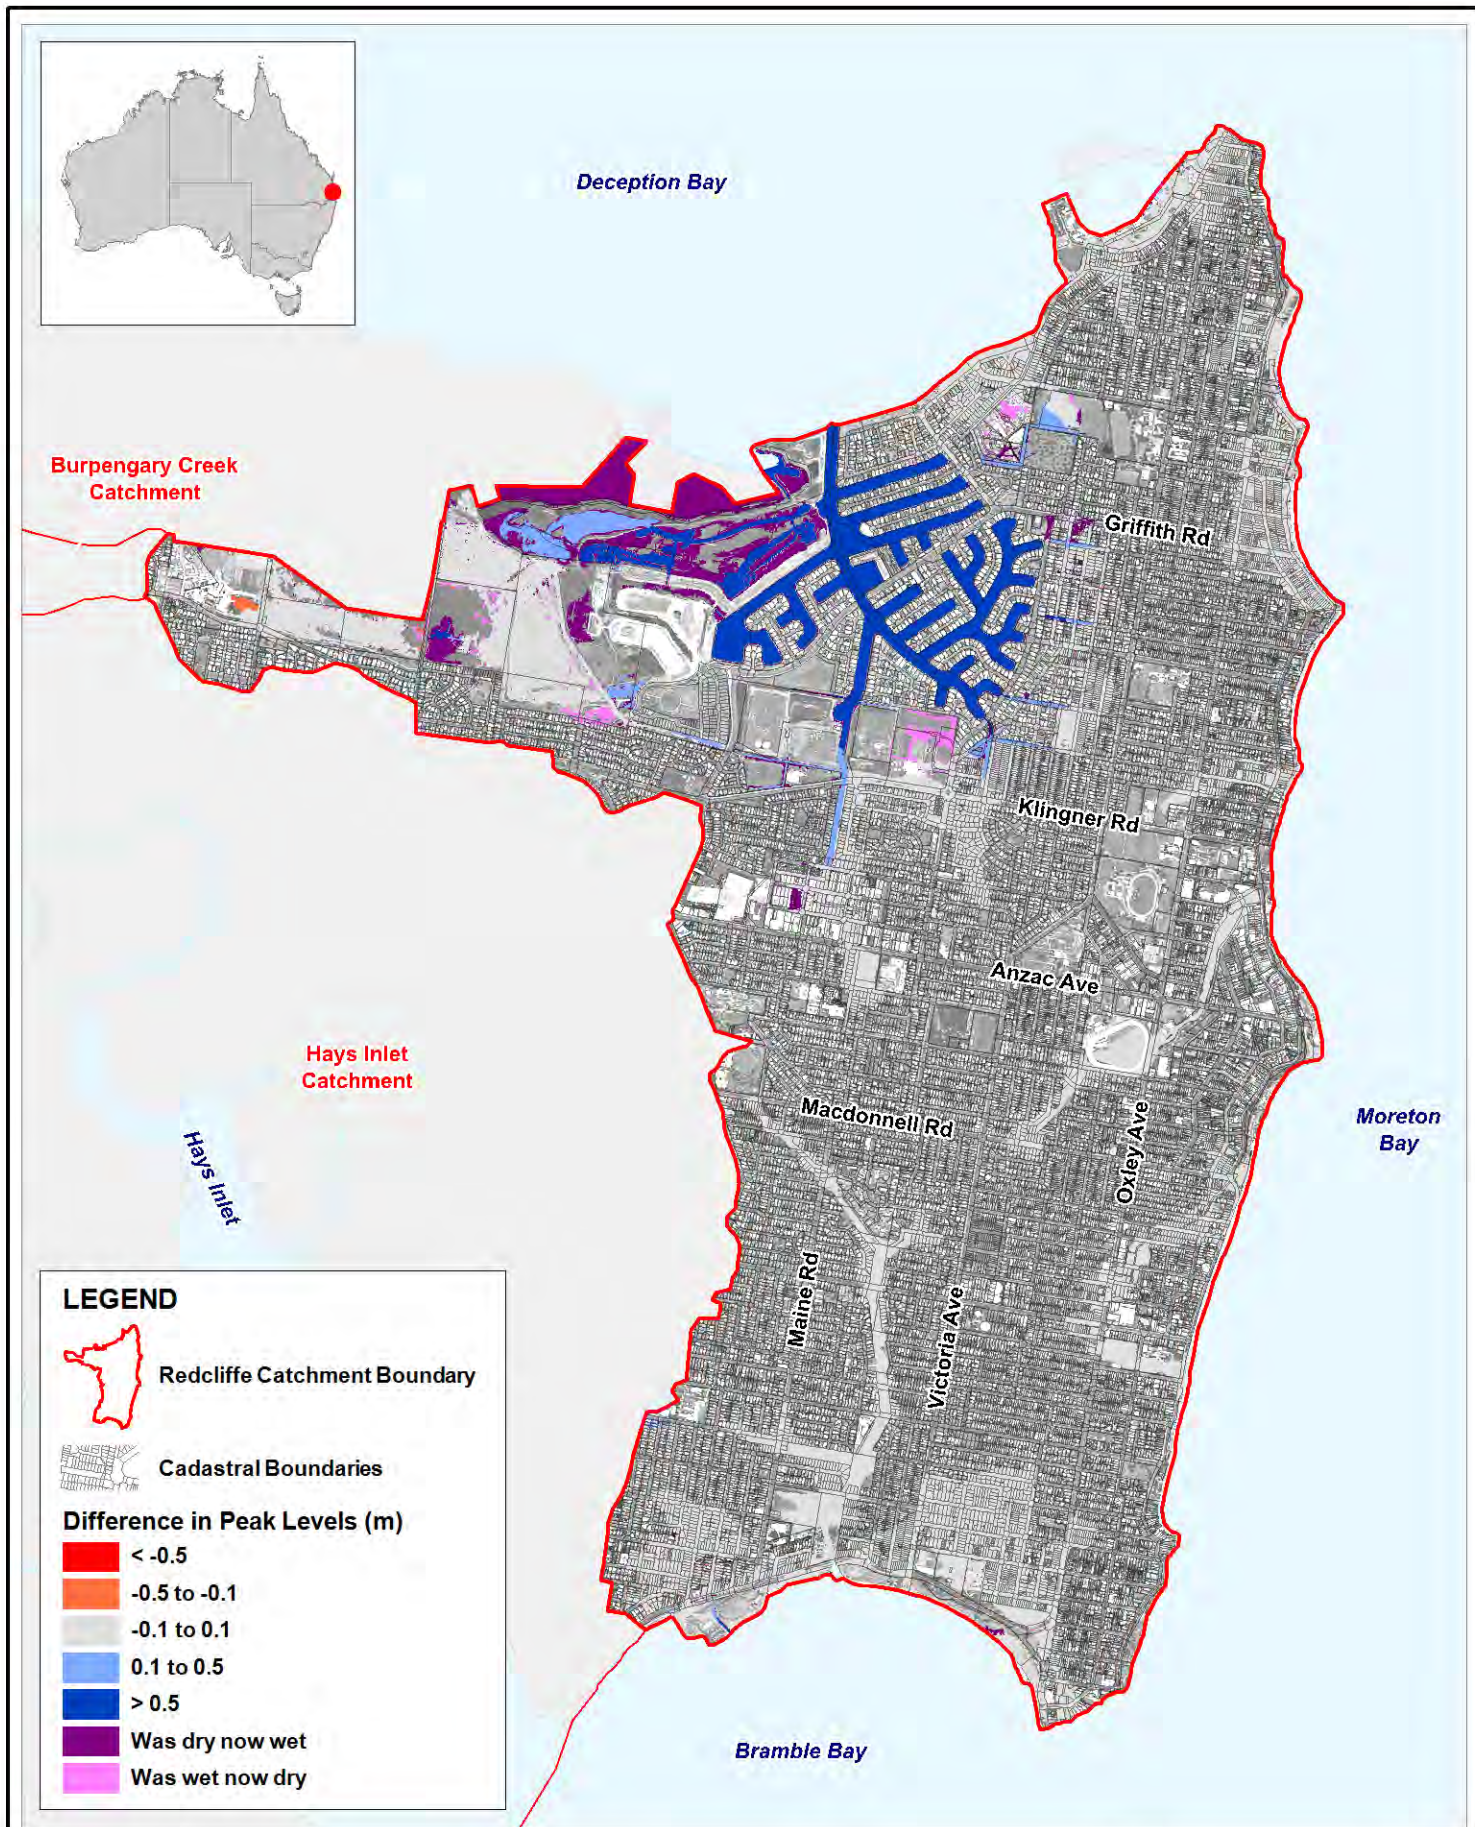 Deception Bay
Burpengary Creek
Catchment
Griffith Rd
Klingner Rd
Anzac Ave
Hays Inlet
Catchment
Macdonnell Rd
Oxley Ave
Moreton
Bay
Hays Inlet
Maine Rd
Victoria Ave
LEGEND
Redcliffe Catchment Boundary
Cadastral Boundaries
Difference in Peak Levels (m)
< -0.5
-0.5 to -0.1
-0.1 to 0.1
0.1 to 0.5
> 0.5
Was dry now wet
Was wet now dry
Bramble Bay